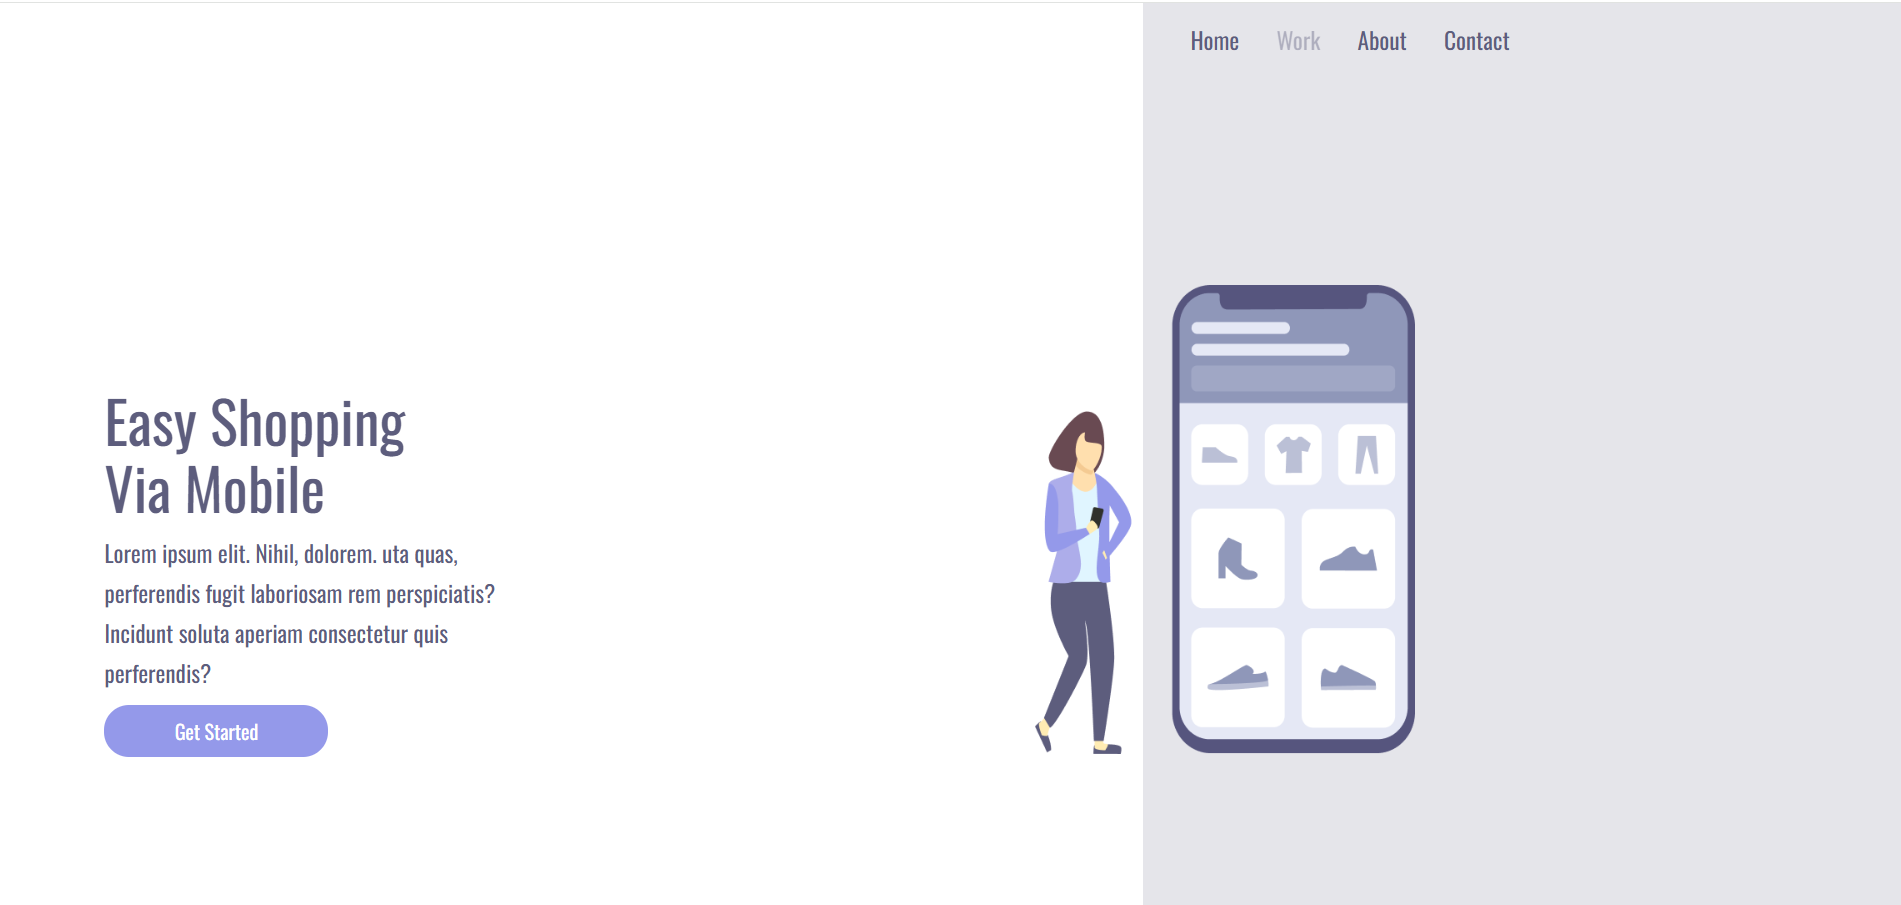 Home Work About Contact
Easy Shopping
Via Mobile
Lorem ipsum elit. Nihil, dolorem. uta quas,
perferendis fugit laboriosam rem perspiciatis?
Incidunt soluta aperiam consectetur quis
perferendis?
Get Started